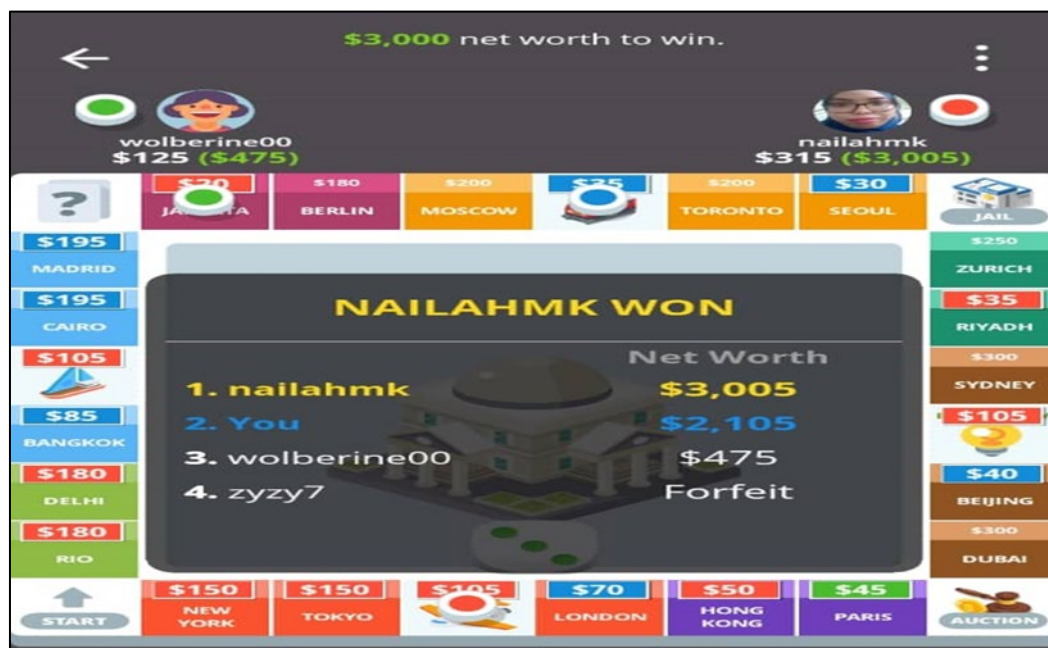 $3,000 net worth to win.
wolberine00
$125 ($475)
nailahmk
$315 ($3,005)
?
$20
$180
BERLIN
$200
MOSCOW
$35
$200
TORONTO
$30
SEOUL
JAIL
$195
MADRID
$195
CAIRO
$105
$85
BANGKOK
$180
DELHI
$180
RIO
NAILAHMK WON
Net Worth
1. nailahmk $3,005
2. You $2,105
3. wolberine00 $475
4. zyzy7 Forfeit
$250
ZURICH
$35
RIYADH
$300
SYDNEY
$105
$40
BEIJING
$300
DUBAI
START
$150
NEW
YORK
$150
TOKYO
$105
$70
LONDON
$50
HONG
KONG
$45
PARIS
AUCTION